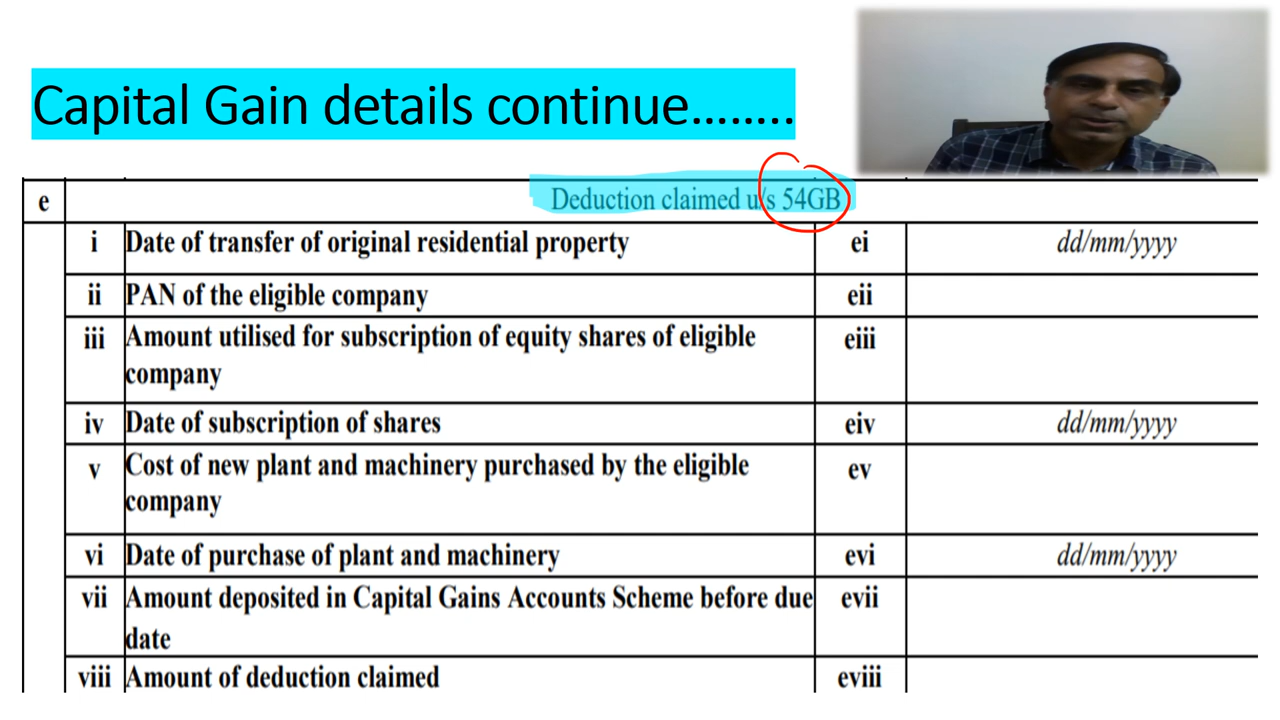 Capital Gain details continue........
e Deduction claimed u/s 54GB
i Date of transfer of original residential property ei dd/mm/yyyy
ii PAN of the eligible company eii
iii Amount utilised for subscription of equity shares of eligible eiii
company
iv Date of subscription of shares eiv dd/mm/yyyy
v Cost of new plant and machinery purchased by the eligible ev
company
vi Date of purchase of plant and machinery evi dd/mm/yyyy
vii Amount deposited in Capital Gains Accounts Scheme before due evii
date
viii Amount of deduction claimed eviii